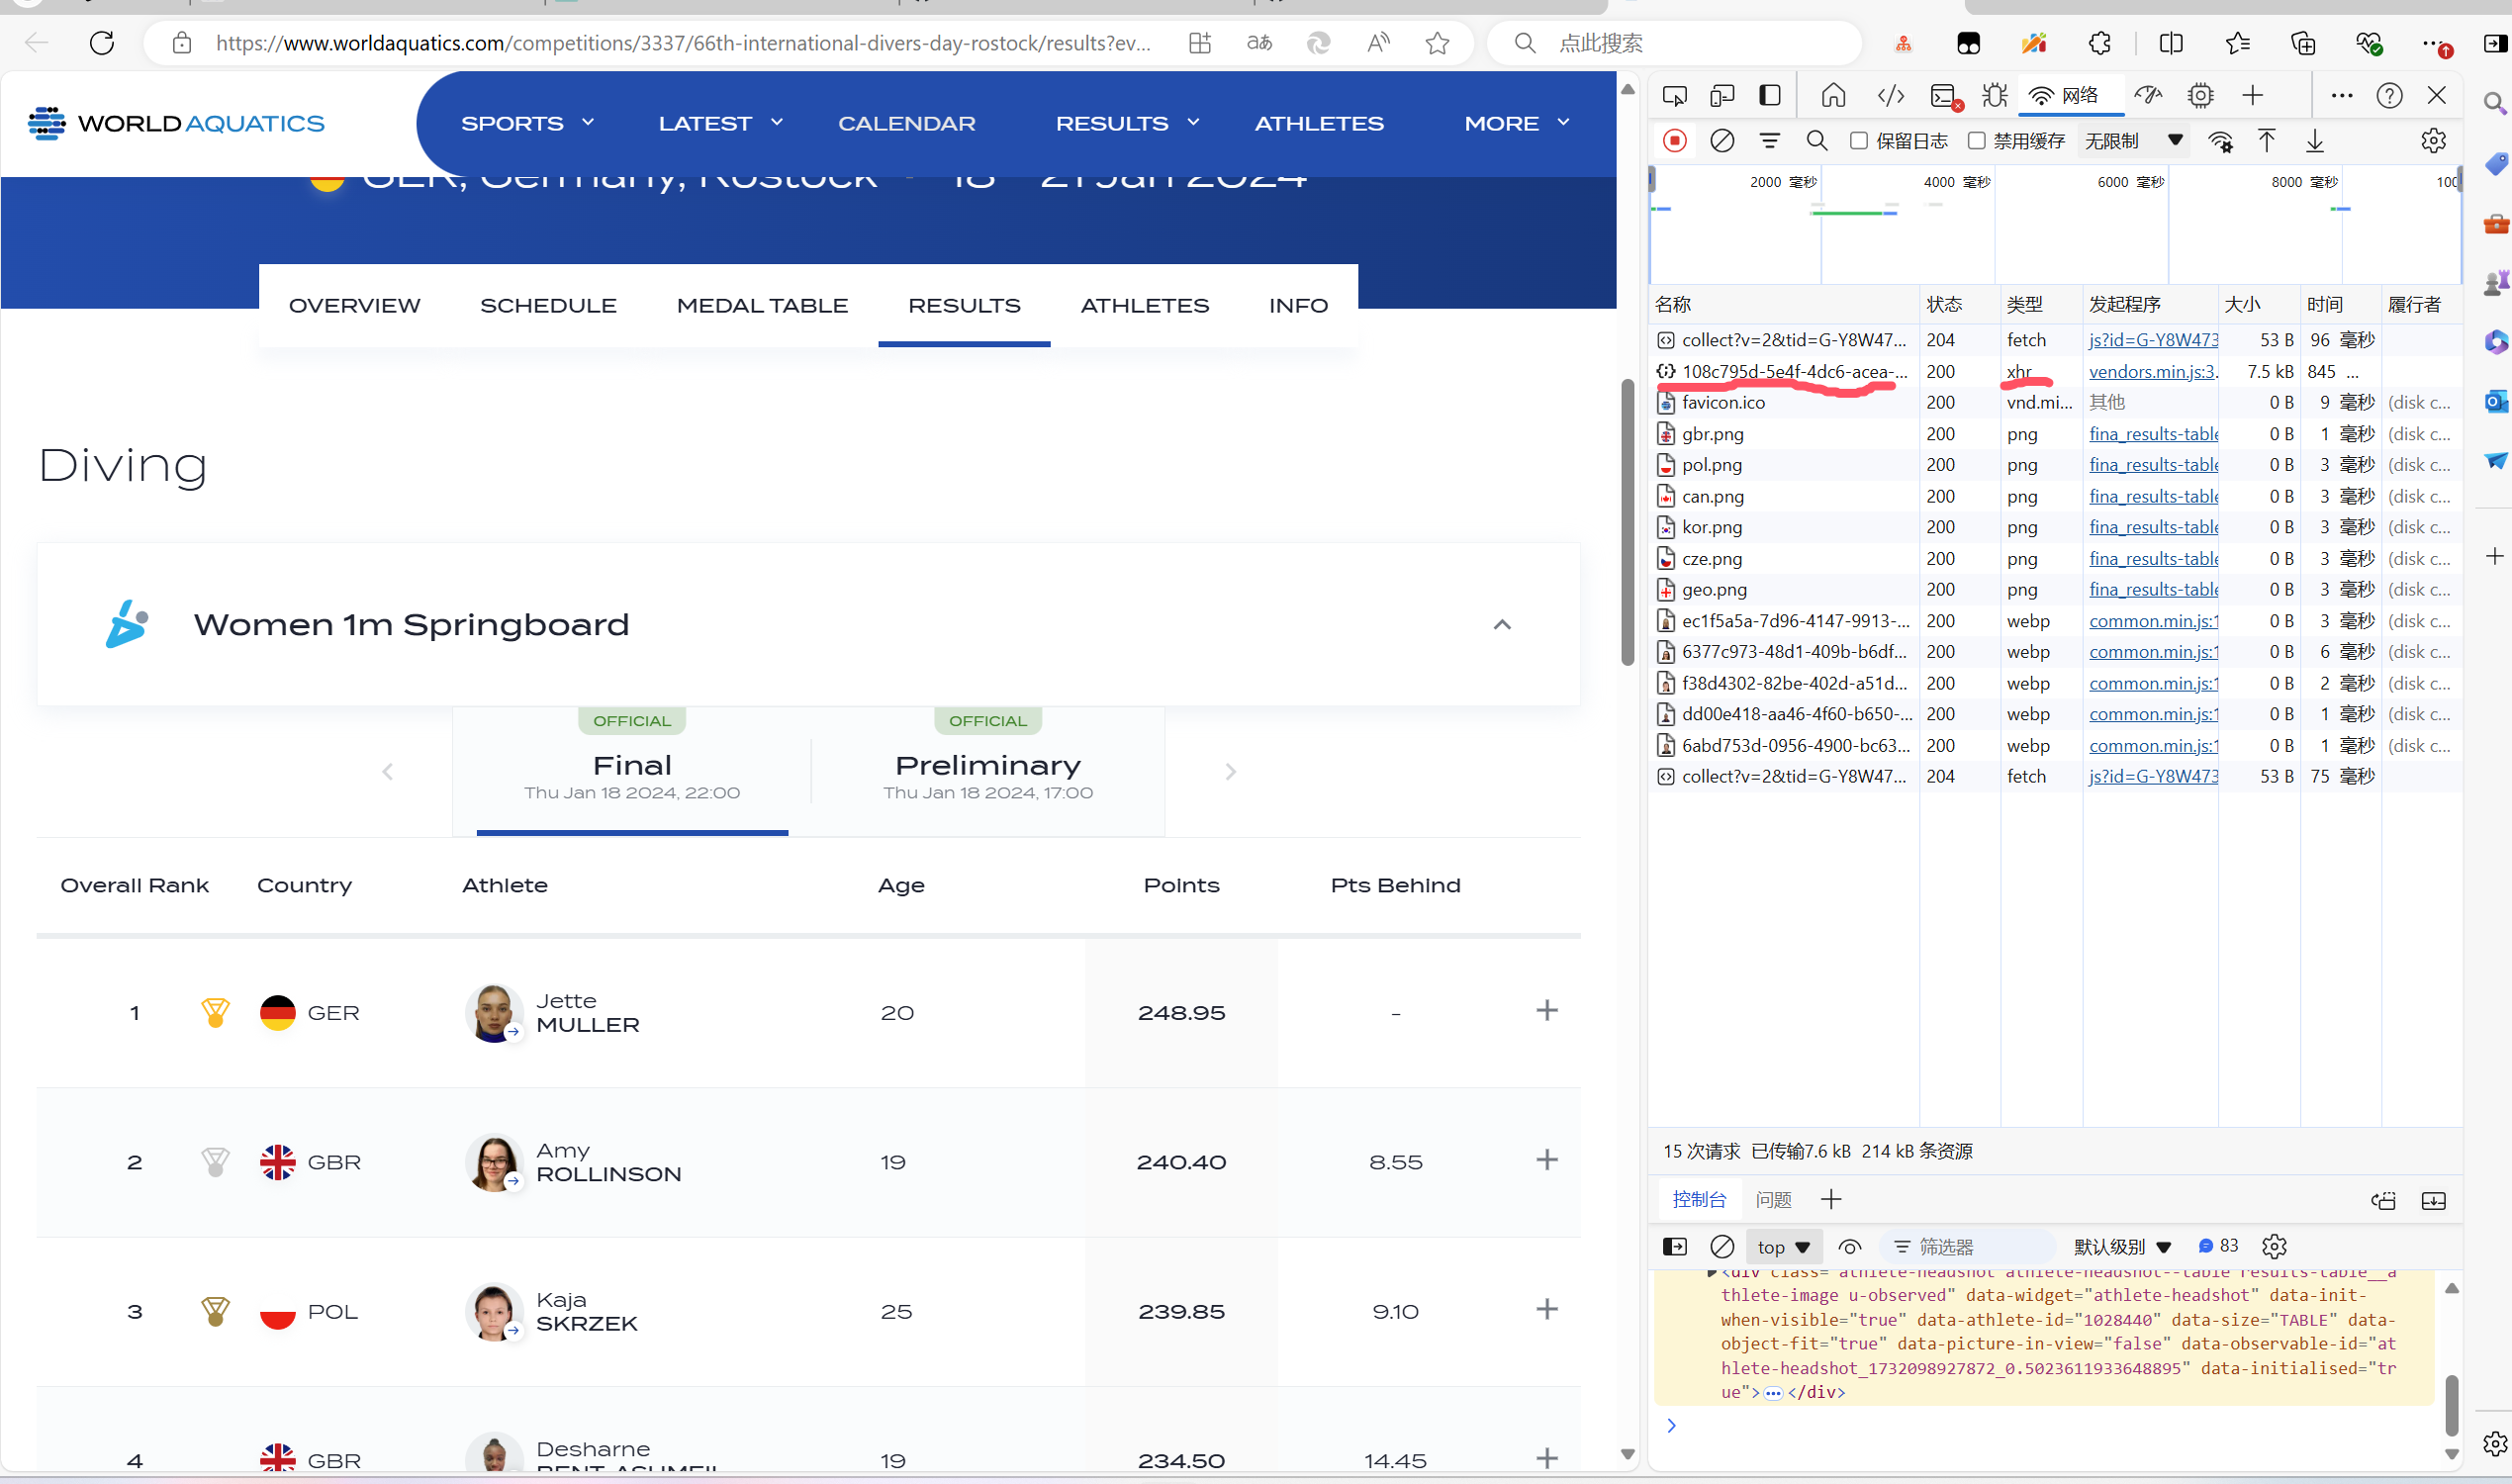 https://www.worldaquatics.com/competitions/3337/66th-international-divers-day-rostock/results?ev...
点此搜索
WORLD AQUATICS
SPORTS
LATEST
CALENDAR
RESULTS
ATHLETES
MORE
GER, Germany, Rostock - 18 - 21 Jan 2024
OVERVIEW
SCHEDULE
MEDAL TABLE
RESULTS
ATHLETES
INFO
Diving
Women 1m Springboard
OFFICIAL
Final
Thu Jan 18 2024, 22:00
OFFICIAL
Preliminary
Thu Jan 18 2024, 17:00
Overall Rank Country Athlete Age Points Pts Behind
1 GER Jette MULLER 20 248.95 -
2 GBR Amy ROLLINSON 19 240.40 8.55
3 POL Kaja SKRZEK 25 239.85 9.10
4 GBR Desharne 19 234.50 14.45
网络
保留日志 禁用缓存 无限制
2000 毫秒 4000 毫秒 6000 毫秒 8000 毫秒 100
名称 状态 类型 发起程序 大小 时间 履行者
collect?v=2&tid=G-Y8W47... 204 fetch js?id=G-Y8W473 53 B 96 毫秒
108c795d-5e4f-4dc6-acea-... 200 xhr vendors.min.js:3. 7.5 kB 845 ...
favicon.ico 200 vnd.mi... 其他 0 B 9 毫秒 (disk c...
gbr.png 200 png fina_results-table 0 B 1 毫秒 (disk c...
pol.png 200 png fina_results-table 0 B 3 毫秒 (disk c...
can.png 200 png fina_results-table 0 B 3 毫秒 (disk c...
kor.png 200 png fina_results-table 0 B 3 毫秒 (disk c...
cze.png 200 png fina_results-table 0 B 3 毫秒 (disk c...
geo.png 200 png fina_results-table 0 B 3 毫秒 (disk c...
ec1f5a5a-7d96-4147-9913-... 200 webp common.min.js:1 0 B 3 毫秒 (disk c...
6377c973-48d1-409b-b6df... 200 webp common.min.js:1 0 B 6 毫秒 (disk c...
f38d4302-82be-402d-a51d... 200 webp common.min.js:1 0 B 2 毫秒 (disk c...
dd00e418-aa46-4f60-b650-... 200 webp common.min.js:1 0 B 1 毫秒 (disk c...
6abd753d-0956-4900-bc63... 200 webp common.min.js:1 0 B 1 毫秒 (disk c...
collect?v=2&tid=G-Y8W47... 204 fetch js?id=G-Y8W473 53 B 75 毫秒
15 次请求 已传输7.6 kB 214 kB 条资源
控制台 问题
top 筛选器 默认级别 83
<div class="athlete-headshot athlete-headshot--table results-table__a
thlete-image u-observed" data-widget="athlete-headshot" data-init-
when-visible="true" data-athlete-id="1028440" data-size="TABLE" data-
object-fit="true" data-picture-in-view="false" data-observable-id="at
hlete-headshot_1732098927872_0.5023611933648895" data-initialised="tr
ue">…</div>